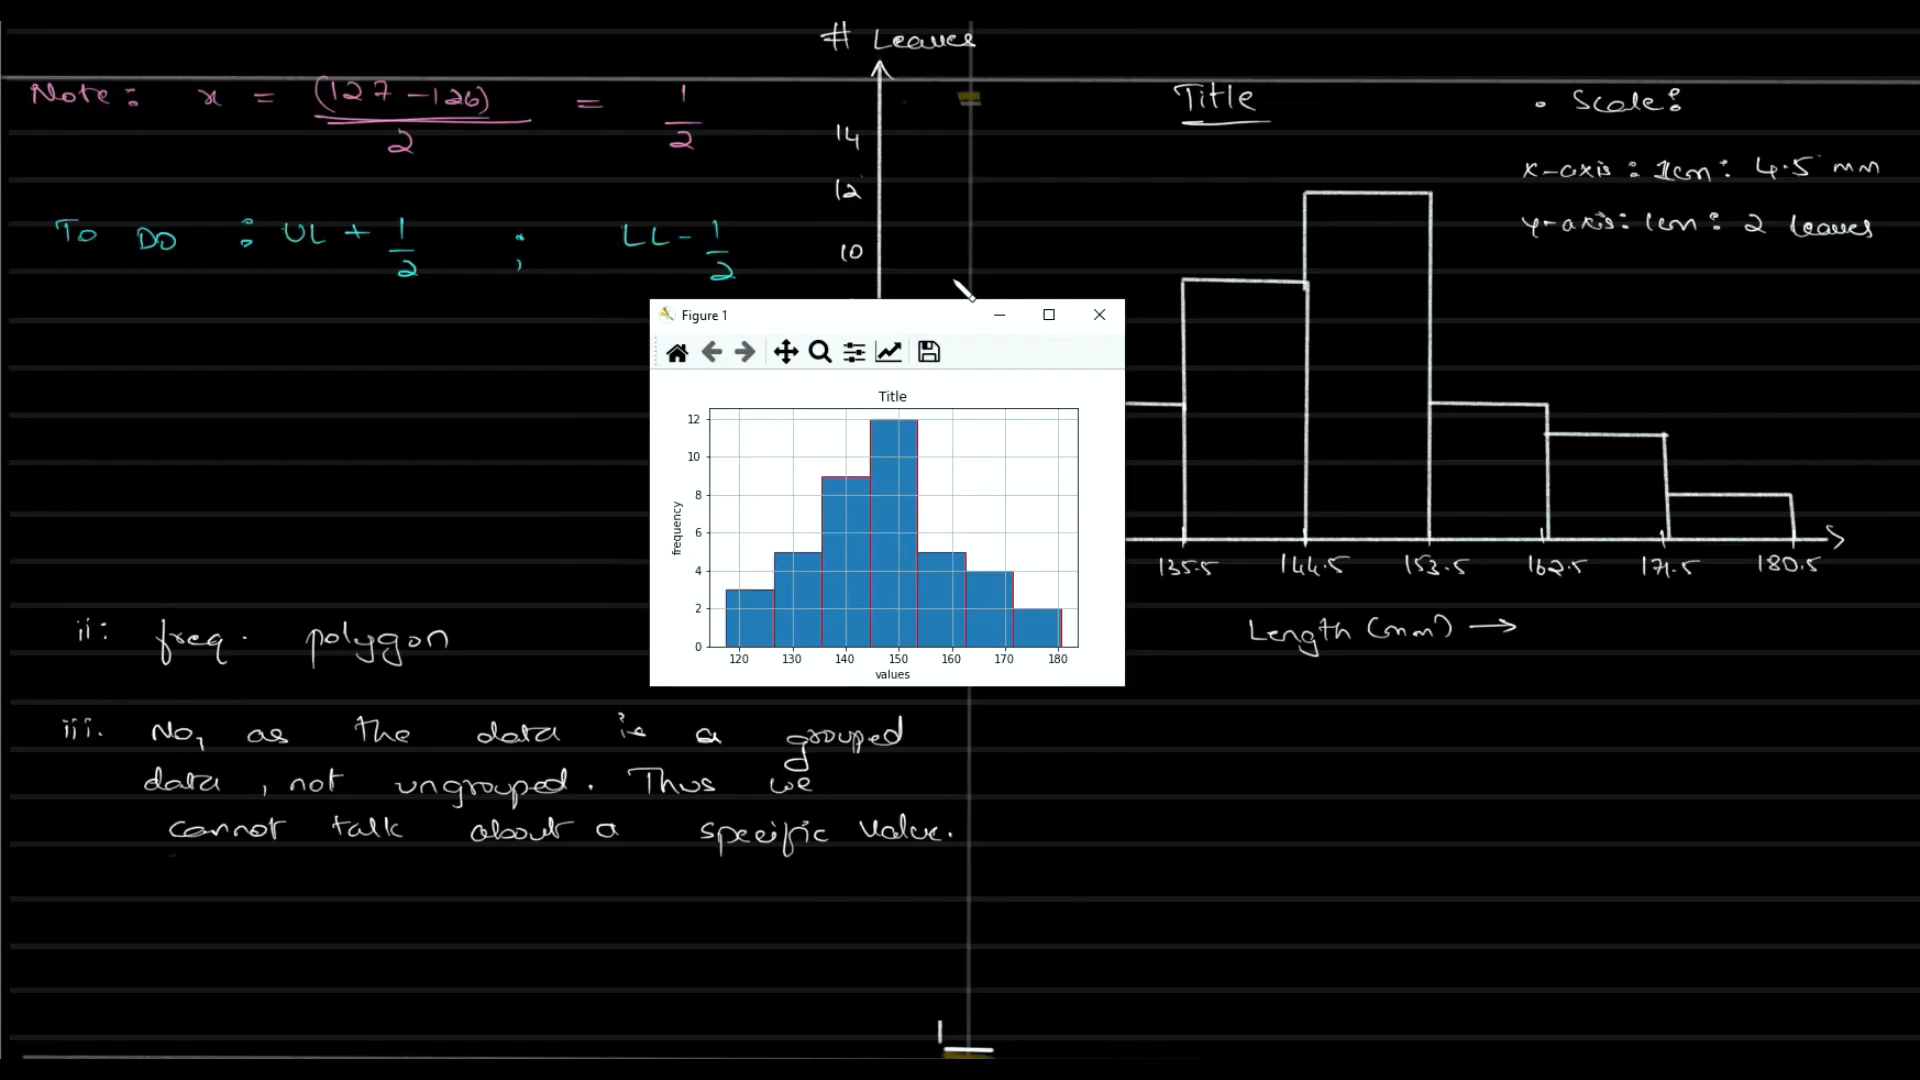 # Leaves
Note: x = (127 - 126) / 2 = 1/2
Title
• Scale:
14
x-axis: 1cm: 4.5 mm
12
y-axis: 1cm: 2 leaves
To Do : UL + 1/2 ; LL - 1/2
10
Figure 1
Title
12
10
8
6
4
2
0
frequency
120 130 140 150 160 170 180
values
135.5 144.5 153.5 162.5 171.5 180.5
Length (mm) →
ii: freq. polygon
iii. No, as the data is a grouped
data, not ungrouped. Thus we
cannot talk about a specific value.